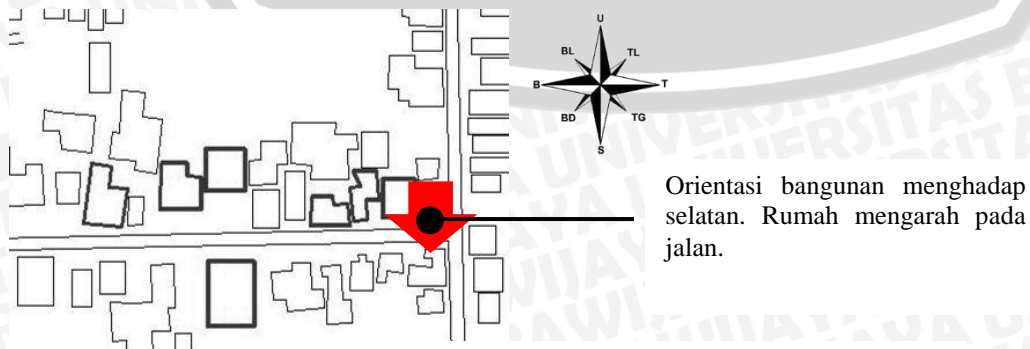 U
BL TL
B T
BD TG
S
Orientasi bangunan menghadap
selatan. Rumah mengarah pada
jalan.